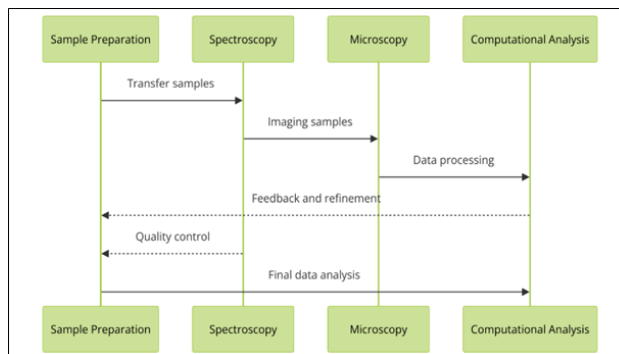 Sample Preparation Spectroscopy Microscopy Computational Analysis
Transfer samples
Imaging samples
Data processing
Feedback and refinement
Quality control
Final data analysis
Sample Preparation Spectroscopy Microscopy Computational Analysis